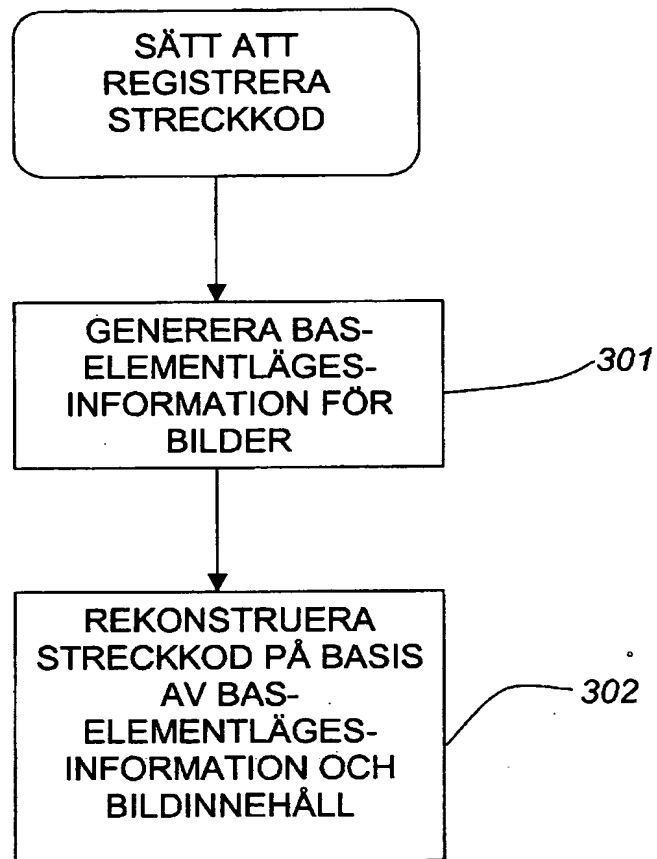 SÄTT ATT
REGISTRERA
STRECKKOD
GENERERA BAS-
ELEMENTLÄGES-
INFORMATION FÖR
BILDER
301
REKONSTRUERA
STRECKKOD PÅ BASIS
AV BAS-
ELEMENTLÄGES-
INFORMATION OCH
BILDINNEHÅLL
302